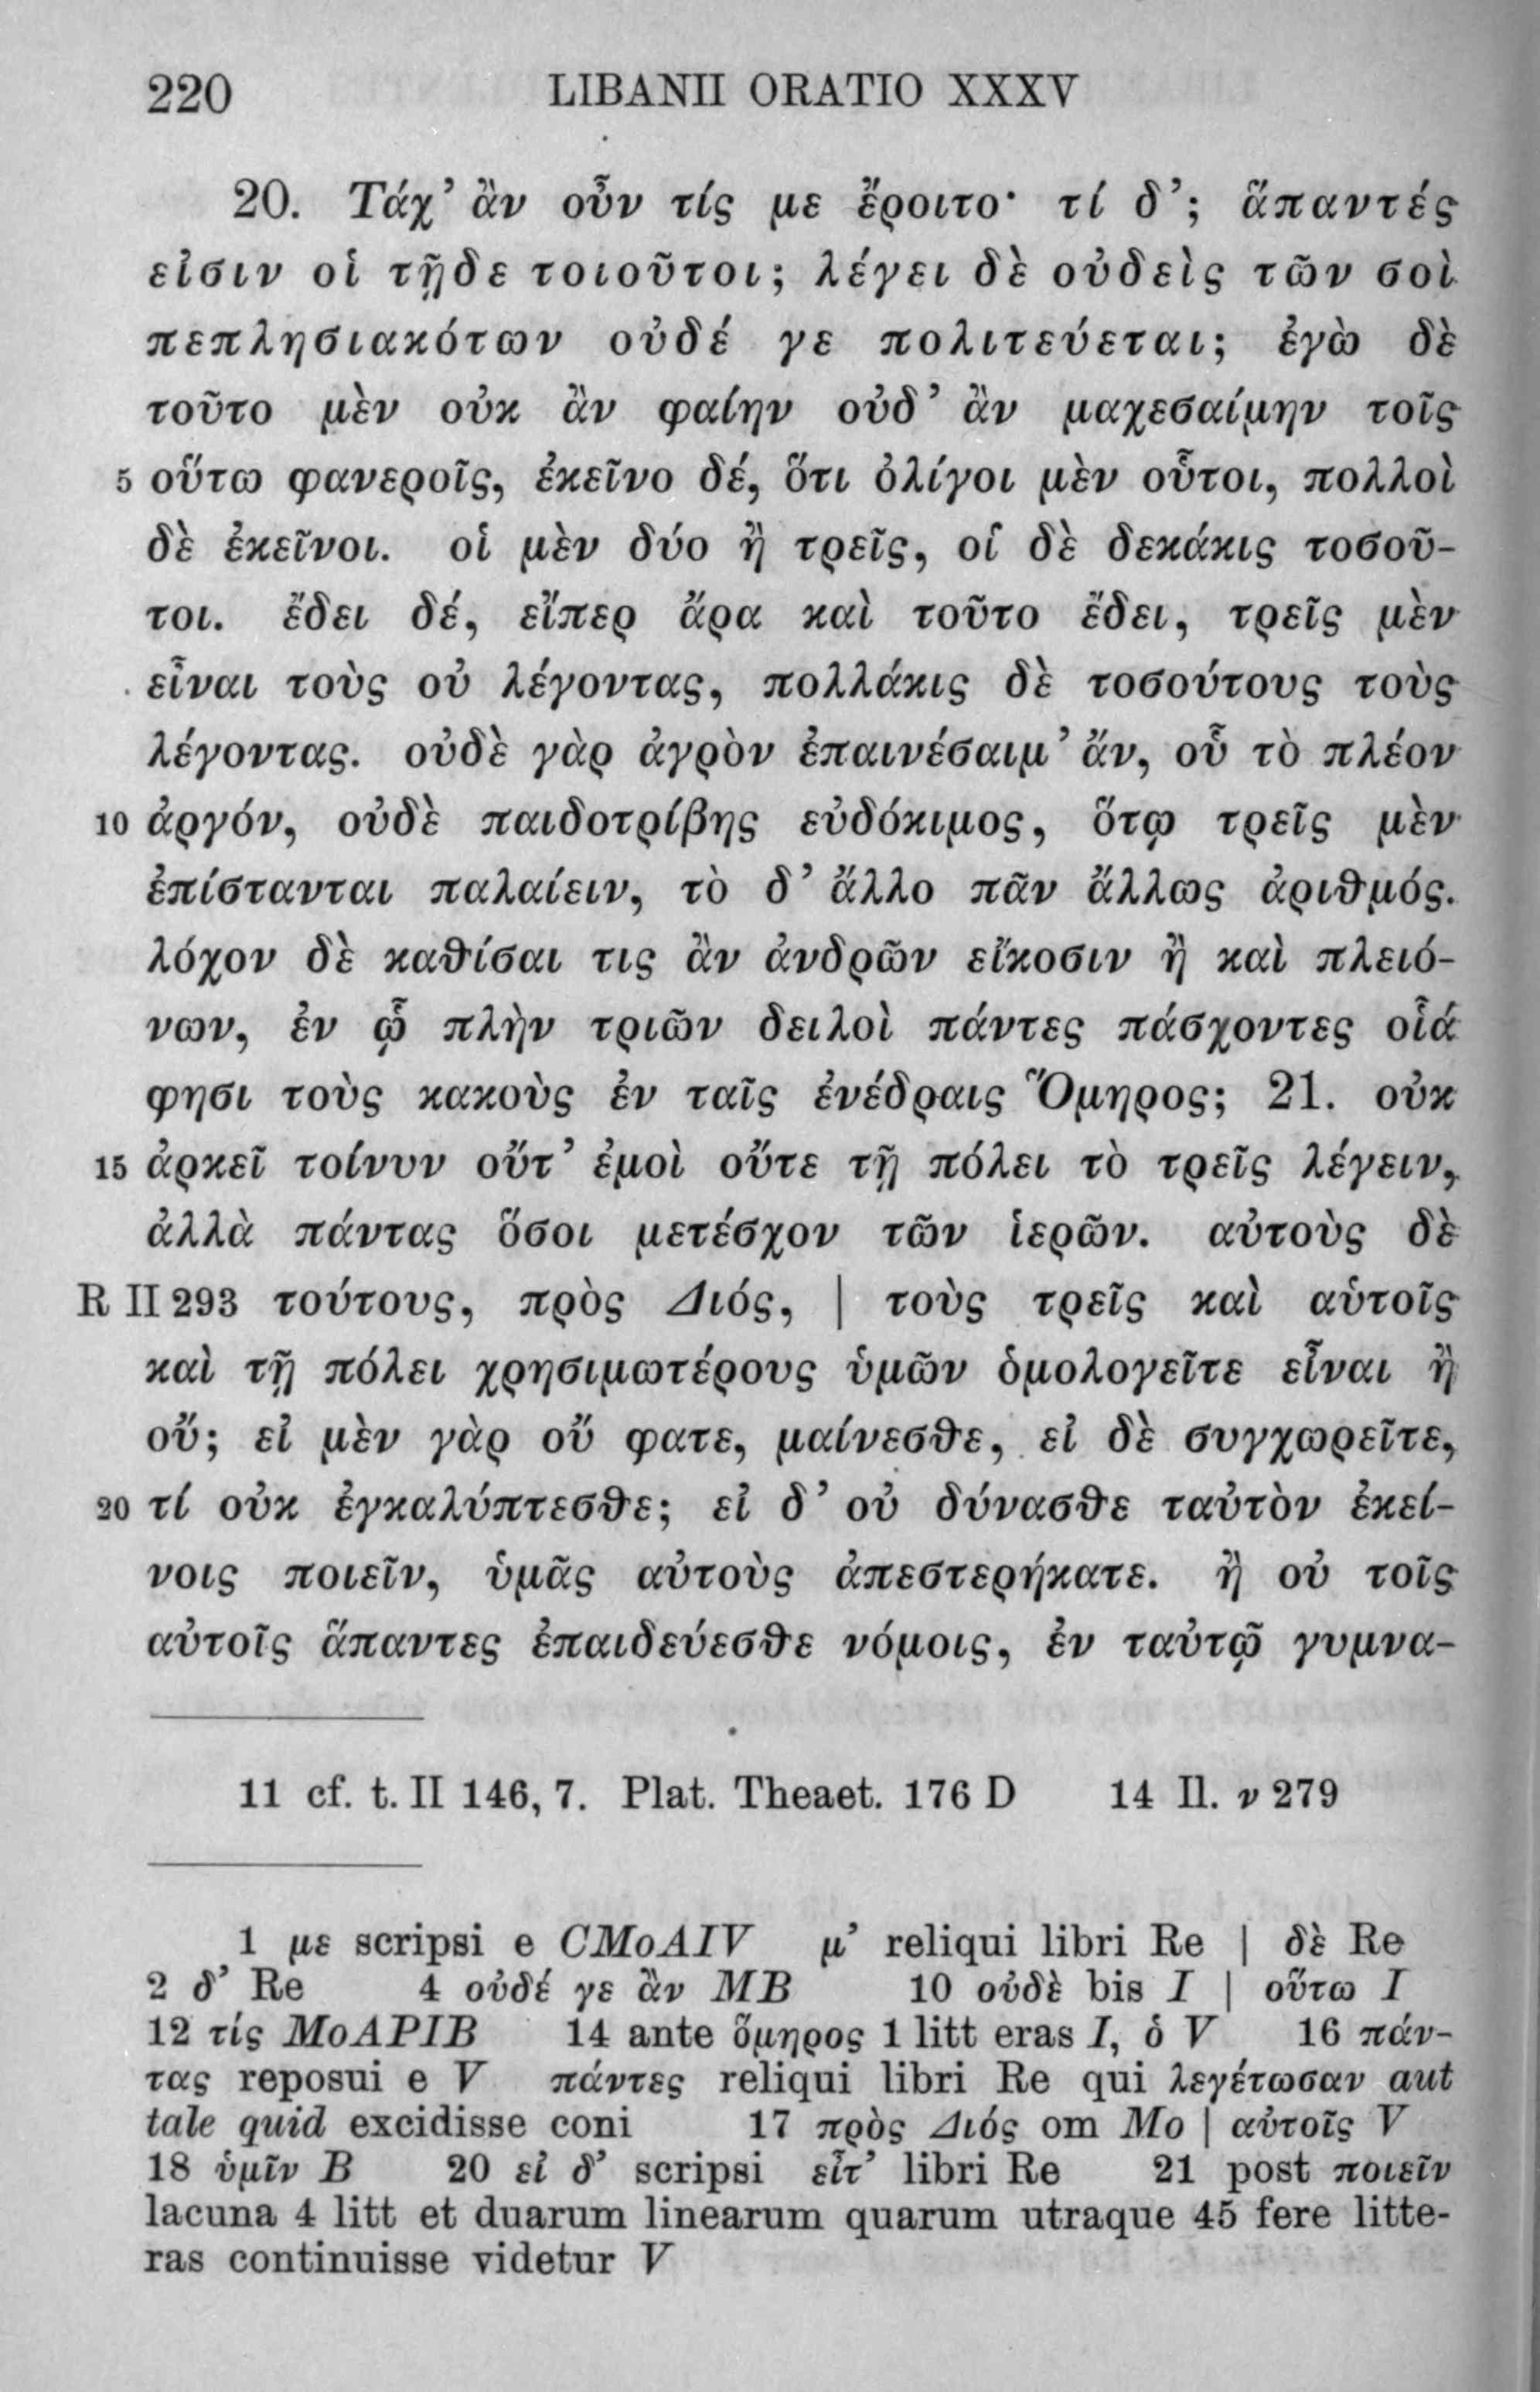 220 LIBANII ORATIO XXXV
20. Τάχ’ ἂν οὖν τίς με ἔροιτο· τί δ’; ἅπαντές
εἰσιν οἱ τῇδε τοιοῦτοι; λέγει δὲ οὐδεὶς τῶν σοὶ
πεπλησιακότων οὐδέ γε πολιτεύεται; ἐγὼ δὲ
τοῦτο μὲν οὐκ ἂν φαίην οὐδ’ ἂν μαχεσαίμην τοῖς
5 οὕτω φανεροῖς, ἐκεῖνο δέ, ὅτι ὀλίγοι μὲν οὗτοι, πολλοὶ
δὲ ἐκεῖνοι. οἱ μὲν δύο ἢ τρεῖς, οἱ δὲ δεκάκις τοσοῦ-
τοι. ἔδει δέ, εἴπερ ἄρα καὶ τοῦτο ἔδει, τρεῖς μὲν
εἶναι τοὺς οὐ λέγοντας, πολλάκις δὲ τοσούτους τοὺς
λέγοντας. οὐδὲ γὰρ ἀγρὸν ἐπαινέσαιμ’ ἄν, οὗ τὸ πλέον
10 ἀργόν, οὐδὲ παιδοτρίβης εὐδόκιμος, ὅτῳ τρεῖς μὲν
ἐπίστανται παλαίειν, τὸ δ’ ἄλλο πᾶν ἄλλως ἀριθμός.
λόχον δὲ καθίσαι τις ἂν ἀνδρῶν εἴκοσιν ἢ καὶ πλειό-
νων, ἐν ᾧ πλὴν τριῶν δειλοὶ πάντες πάσχοντες οἷά
φησι τοὺς κακοὺς ἐν ταῖς ἐνέδραις Ὅμηρος; 21. οὐκ
15 ἀρκεῖ τοίνυν οὔτ’ ἐμοὶ οὔτε τῇ πόλει τὸ τρεῖς λέγειν,
ἀλλὰ πάντας ὅσοι μετέσχον τῶν ἱερῶν. αὐτοὺς δὲ
R II 293 τούτους, πρὸς Διός, | τοὺς τρεῖς καὶ αὑτοῖς
καὶ τῇ πόλει χρησιμωτέρους ὑμῶν ὁμολογεῖτε εἶναι ἢ
οὔ; εἰ μὲν γὰρ οὔ φατε, μαίνεσθε, εἰ δὲ συγχωρεῖτε,
20 τί οὐκ ἐγκαλύπτεσθε; εἰ δ’ οὐ δύνασθε ταὐτὸν ἐκεί-
νοις ποιεῖν, ὑμᾶς αὐτοὺς ἀπεστερήκατε. ἢ οὐ τοῖς
αὐτοῖς ἅπαντες ἐπαιδεύεσθε νόμοις, ἐν ταὐτῷ γυμνα-
11 cf. t. II 146, 7. Plat. Theaet. 176 D 14 Il. ν 279
1 με scripsi e CMoAIV μ’ reliqui libri Re | δὲ Re
2 δ’ Re 4 οὐδέ γε ἂν MB 10 οὐδὲ bis I | οὕτω I
12 τίς MoAPIB 14 ante ὅμηρος 1 litt eras I, ὁ V 16 πάν-
τας reposui e V πάντες reliqui libri Re qui λεγέτωσαν aut
tale quid excidisse coni 17 πρὸς Διός om Mo | αὐτοῖς V
18 ὑμῖν B 20 εἰ δ’ scripsi εἶτ’ libri Re 21 post ποιεῖν
lacuna 4 litt et duarum linearum quarum utraque 45 fere litte-
ras continuisse videtur V